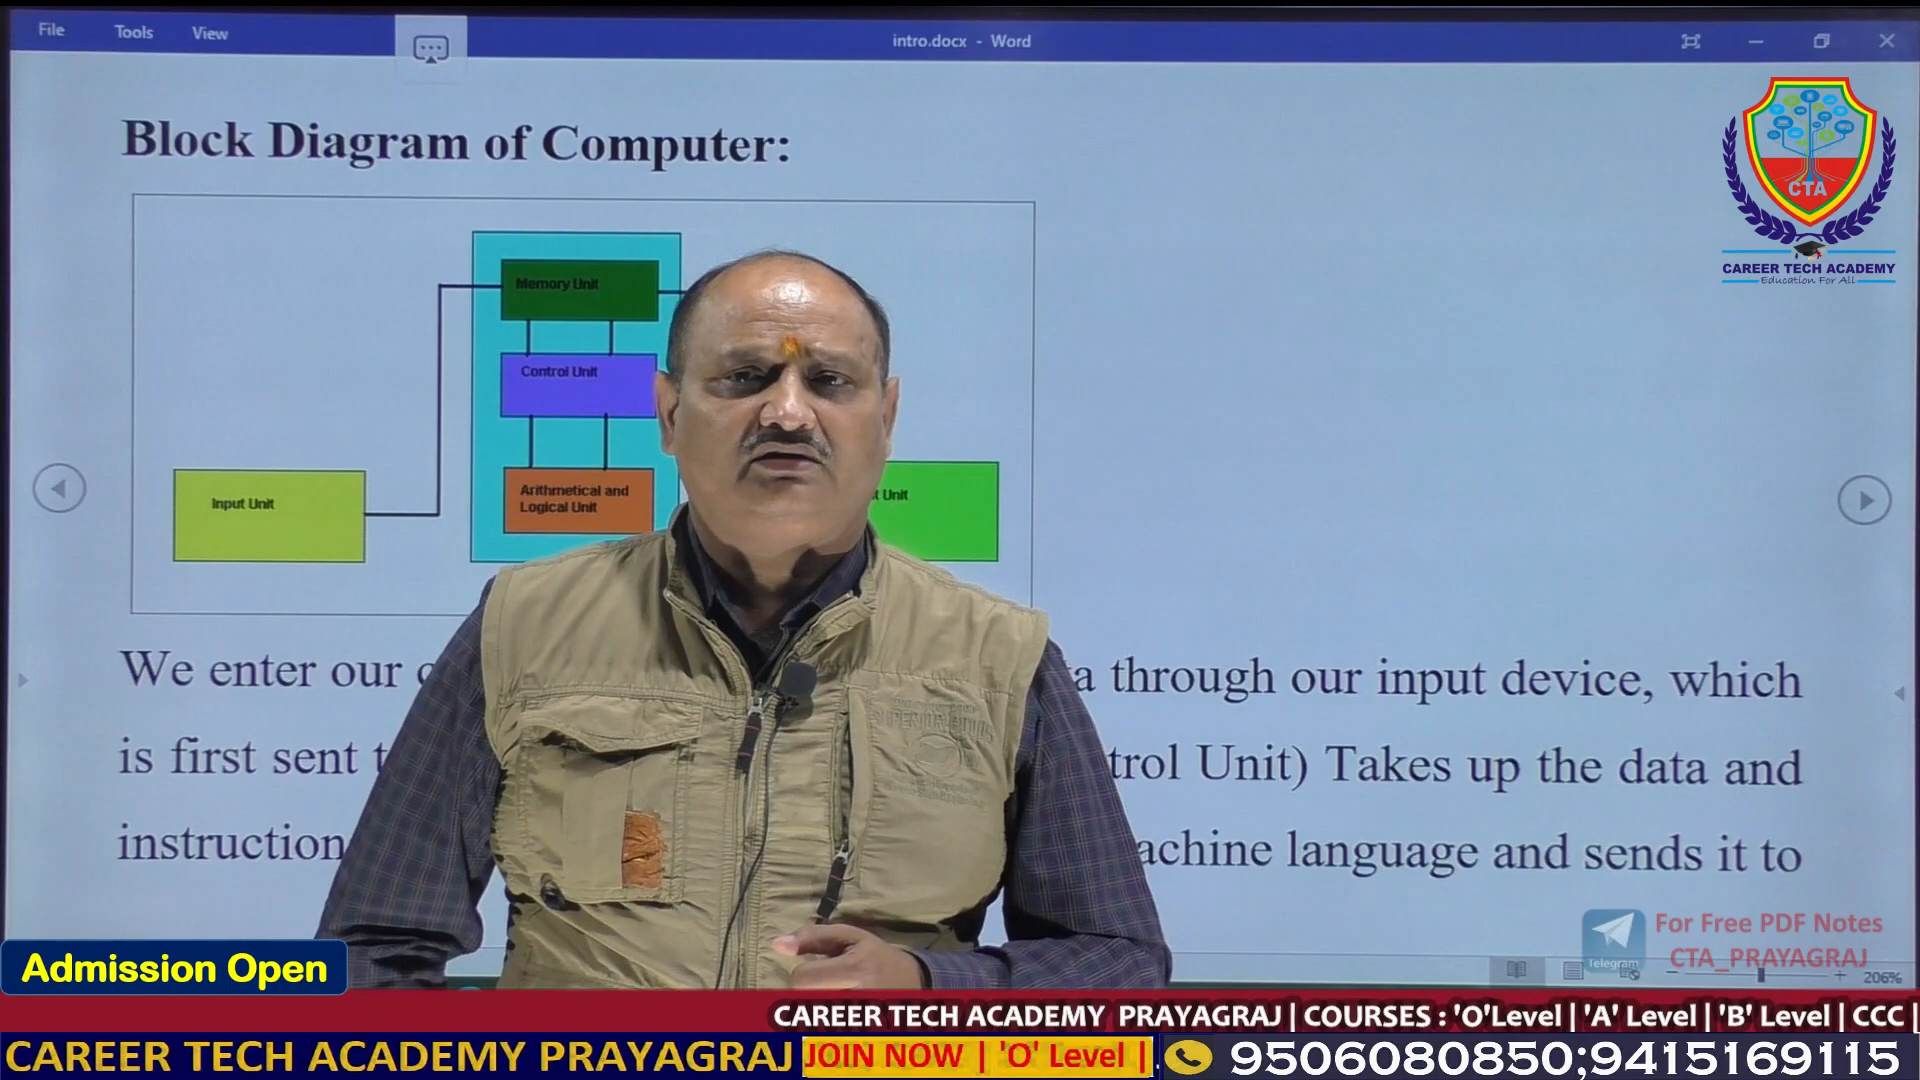 File Tools View
intro.docx - Word
Block Diagram of Computer:
Memory Unit
Control Unit
Input Unit
Arithmetical and
Logical Unit
t Unit
CTA
CAREER TECH ACADEMY
Education For All
We enter our a through our input device, which
is first sent trol Unit) Takes up the data and
instruction achine language and sends it to
For Free PDF Notes
Telegram
CTA_PRAYAGRAJ
206%
Admission Open
CAREER TECH ACADEMY PRAYAGRAJ | COURSES : 'O'Level | 'A' Level | 'B' Level | CCC |
CAREER TECH ACADEMY PRAYAGRAJ JOIN NOW | 'O' Level | 9506080850;9415169115